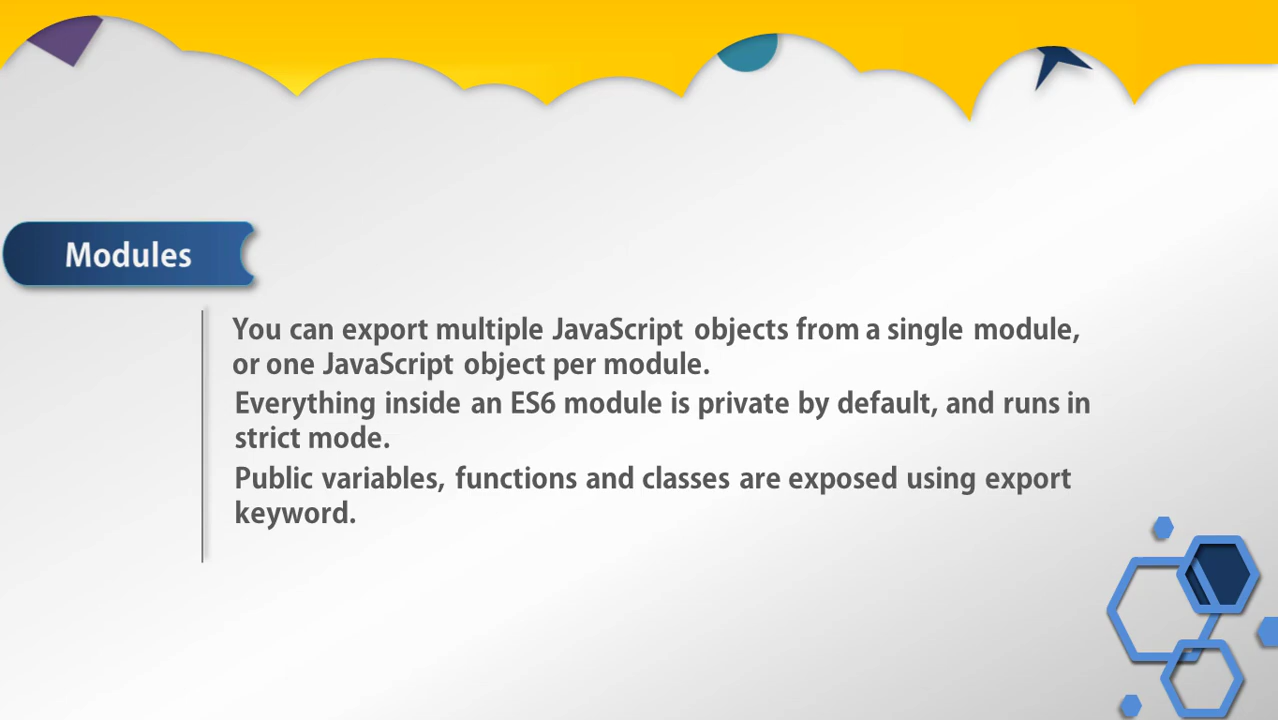 Modules
You can export multiple JavaScript objects from a single module,
or one JavaScript object per module.
Everything inside an ES6 module is private by default, and runs in
strict mode.
Public variables, functions and classes are exposed using export
keyword.